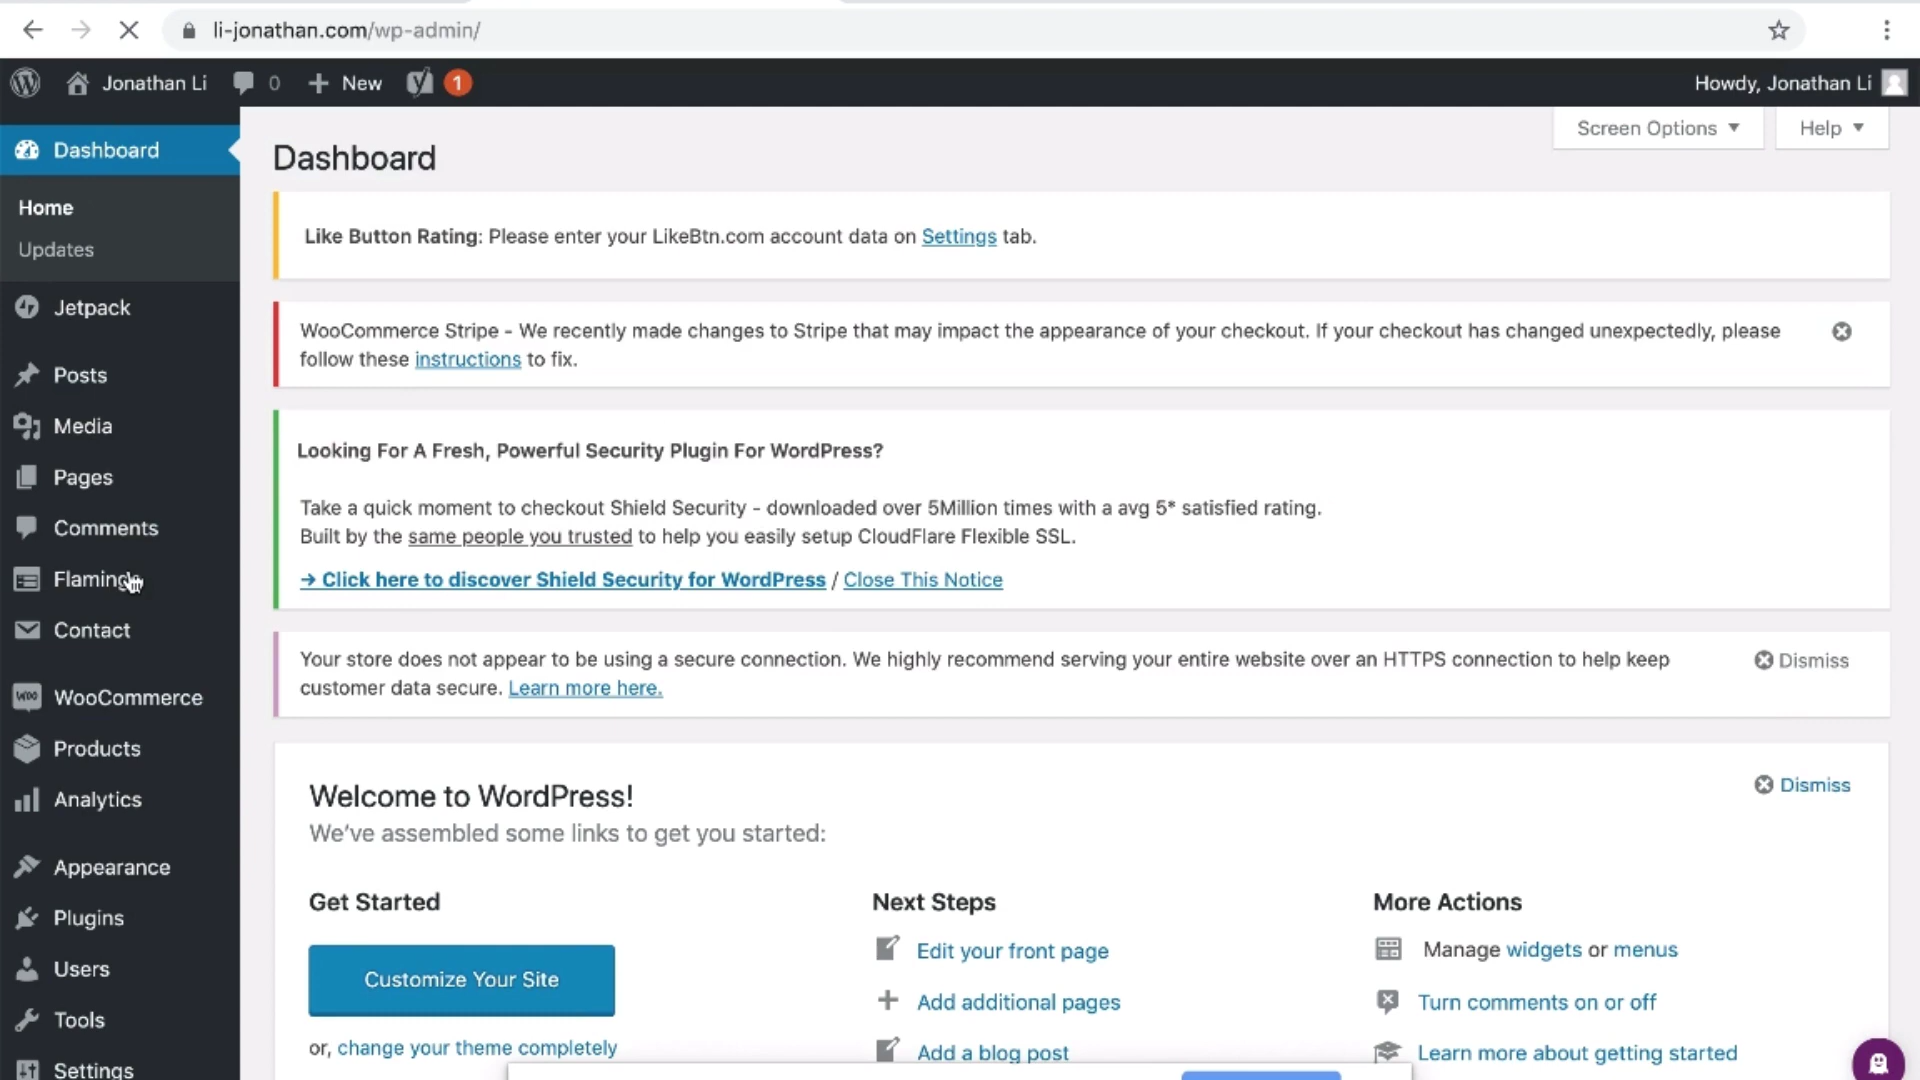 li-jonathan.com/wp-admin/
Jonathan Li 0 New 1 Howdy, Jonathan Li
Screen Options Help
Dashboard
Home
Updates
Jetpack
Posts
Media
Pages
Comments
Flamingo
Contact
WooCommerce
Products
Analytics
Appearance
Plugins
Users
Tools
Settings
Dashboard
Like Button Rating: Please enter your LikeBtn.com account data on Settings tab.
WooCommerce Stripe - We recently made changes to Stripe that may impact the appearance of your checkout. If your checkout has changed unexpectedly, please
follow these instructions to fix.
Looking For A Fresh, Powerful Security Plugin For WordPress?
Take a quick moment to checkout Shield Security - downloaded over 5Million times with a avg 5* satisfied rating.
Built by the same people you trusted to help you easily setup CloudFlare Flexible SSL.
→ Click here to discover Shield Security for WordPress / Close This Notice
Your store does not appear to be using a secure connection. We highly recommend serving your entire website over an HTTPS connection to help keep
customer data secure. Learn more here.
Dismiss
Welcome to WordPress!
Dismiss
We've assembled some links to get you started:
Get Started
Customize Your Site
or, change your theme completely
Next Steps
Edit your front page
Add additional pages
Add a blog post
More Actions
Manage widgets or menus
Turn comments on or off
Learn more about getting started